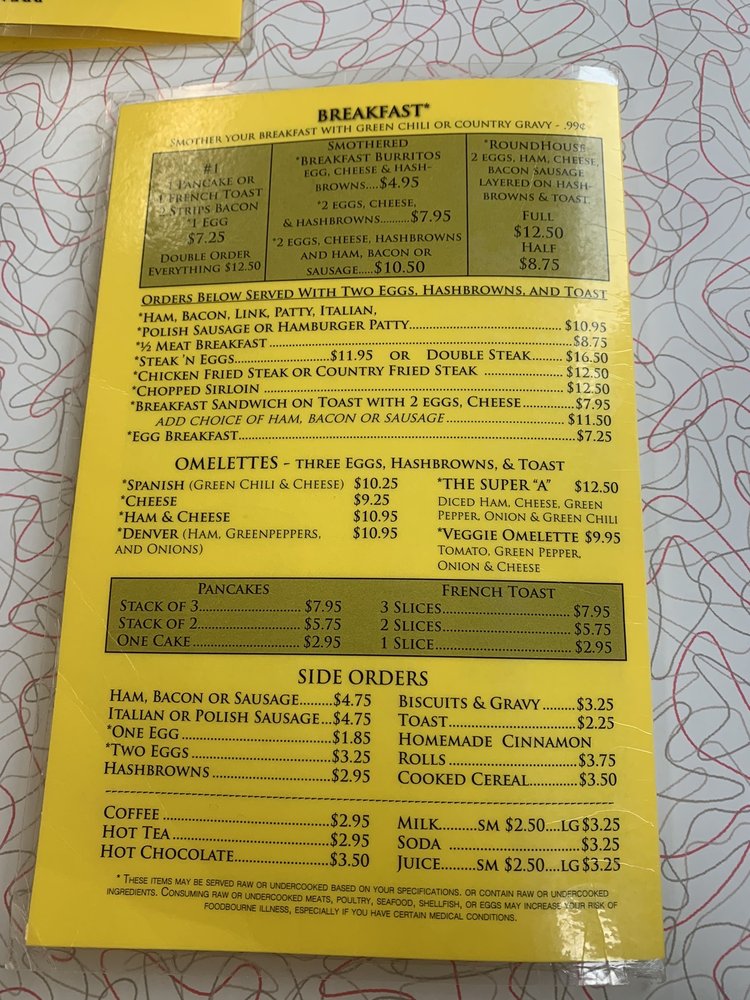 BREAKFAST*
SMOTHER YOUR BREAKFAST WITH GREEN CHILI OR COUNTRY GRAVY - .99¢
#1
1 PANCAKE OR
1 FRENCH TOAST
2 STRIPS BACON
*1 EGG
$7.25
DOUBLE ORDER
EVERYTHING $12.50
SMOTHERED
*BREAKFAST BURRITOS
EGG, CHEESE & HASH-
BROWNS....$4.95
*2 EGGS, CHEESE,
& HASHBROWNS..........$7.95
*2 EGGS, CHEESE, HASHBROWNS
AND HAM, BACON OR
SAUSAGE.....$10.50
*ROUNDHOUSE
2 EGGS, HAM, CHEESE,
BACON SAUSAGE
LAYERED ON HASH-
BROWNS & TOAST.
FULL
$12.50
HALF
$8.75
ORDERS BELOW SERVED WITH TWO EGGS, HASHBROWNS, AND TOAST
*HAM, BACON, LINK, PATTY, ITALIAN,
*POLISH SAUSAGE OR HAMBURGER PATTY.................................... $10.95
*½ MEAT BREAKFAST .................................................................... $8.75
*STEAK 'N EGGS.......................$11.95 OR DOUBLE STEAK....... $16.50
*CHICKEN FRIED STEAK OR COUNTRY FRIED STEAK .................. $12.50
*CHOPPED SIRLOIN ..................................................................... $12.50
*BREAKFAST SANDWICH ON TOAST WITH 2 EGGS, CHEESE............$7.95
ADD CHOICE OF HAM, BACON OR SAUSAGE ........................... $11.50
*EGG BREAKFAST............................................................................$7.25
OMELETTES - THREE EGGS, HASHBROWNS, & TOAST
*SPANISH (GREEN CHILI & CHEESE) $10.25
*CHEESE $9.25
*HAM & CHEESE $10.95
*DENVER (HAM, GREENPEPPERS, $10.95
AND ONIONS)
*THE SUPER "A" $12.50
DICED HAM, CHEESE, GREEN
PEPPER, ONION & GREEN CHILI
*VEGGIE OMELETTE $9.95
TOMATO, GREEN PEPPER,
ONION & CHEESE
PANCAKES
STACK OF 3....................... $7.95
STACK OF 2....................... $5.75
ONE CAKE ........................ $2.95
FRENCH TOAST
3 SLICES............................... $7.95
2 SLICES............................... $5.75
1 SLICE................................ $2.95
SIDE ORDERS
HAM, BACON OR SAUSAGE.........$4.75
ITALIAN OR POLISH SAUSAGE...$4.75
*ONE EGG ..............................$1.85
*TWO EGGS ............................$3.25
HASHBROWNS ........................$2.95
BISCUITS & GRAVY ........$3.25
TOAST..........................$2.25
HOMEMADE CINNAMON
ROLLS ..........................$3.75
COOKED CEREAL...........$3.50
COFFEE .................................$2.95
HOT TEA ...............................$2.95
HOT CHOCOLATE...................$3.50
MILK.........SM $2.50....LG $3.25
SODA ................................$3.25
JUICE........SM $2.50....LG $3.25
* THESE ITEMS MAY BE SERVED RAW OR UNDERCOOKED BASED ON YOUR SPECIFICATIONS, OR CONTAIN RAW OR UNDERCOOKED
INGREDIENTS. CONSUMING RAW OR UNDERCOOKED MEATS, POULTRY, SEAFOOD, SHELLFISH, OR EGGS MAY INCREASE YOUR RISK OF
FOODBOURNE ILLNESS, ESPECIALLY IF YOU HAVE CERTAIN MEDICAL CONDITIONS.